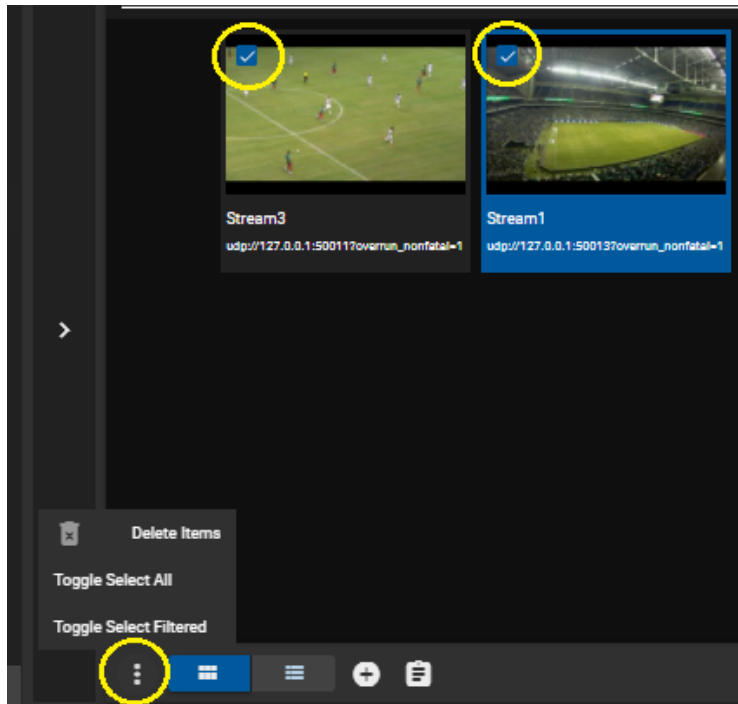 Stream3
Stream1
udp://127.0.0.1:50011?overrun_nonfatal=1
udp://127.0.0.1:50013?overrun_nonfatal=1
Delete Items
Toggle Select All
Toggle Select Filtered